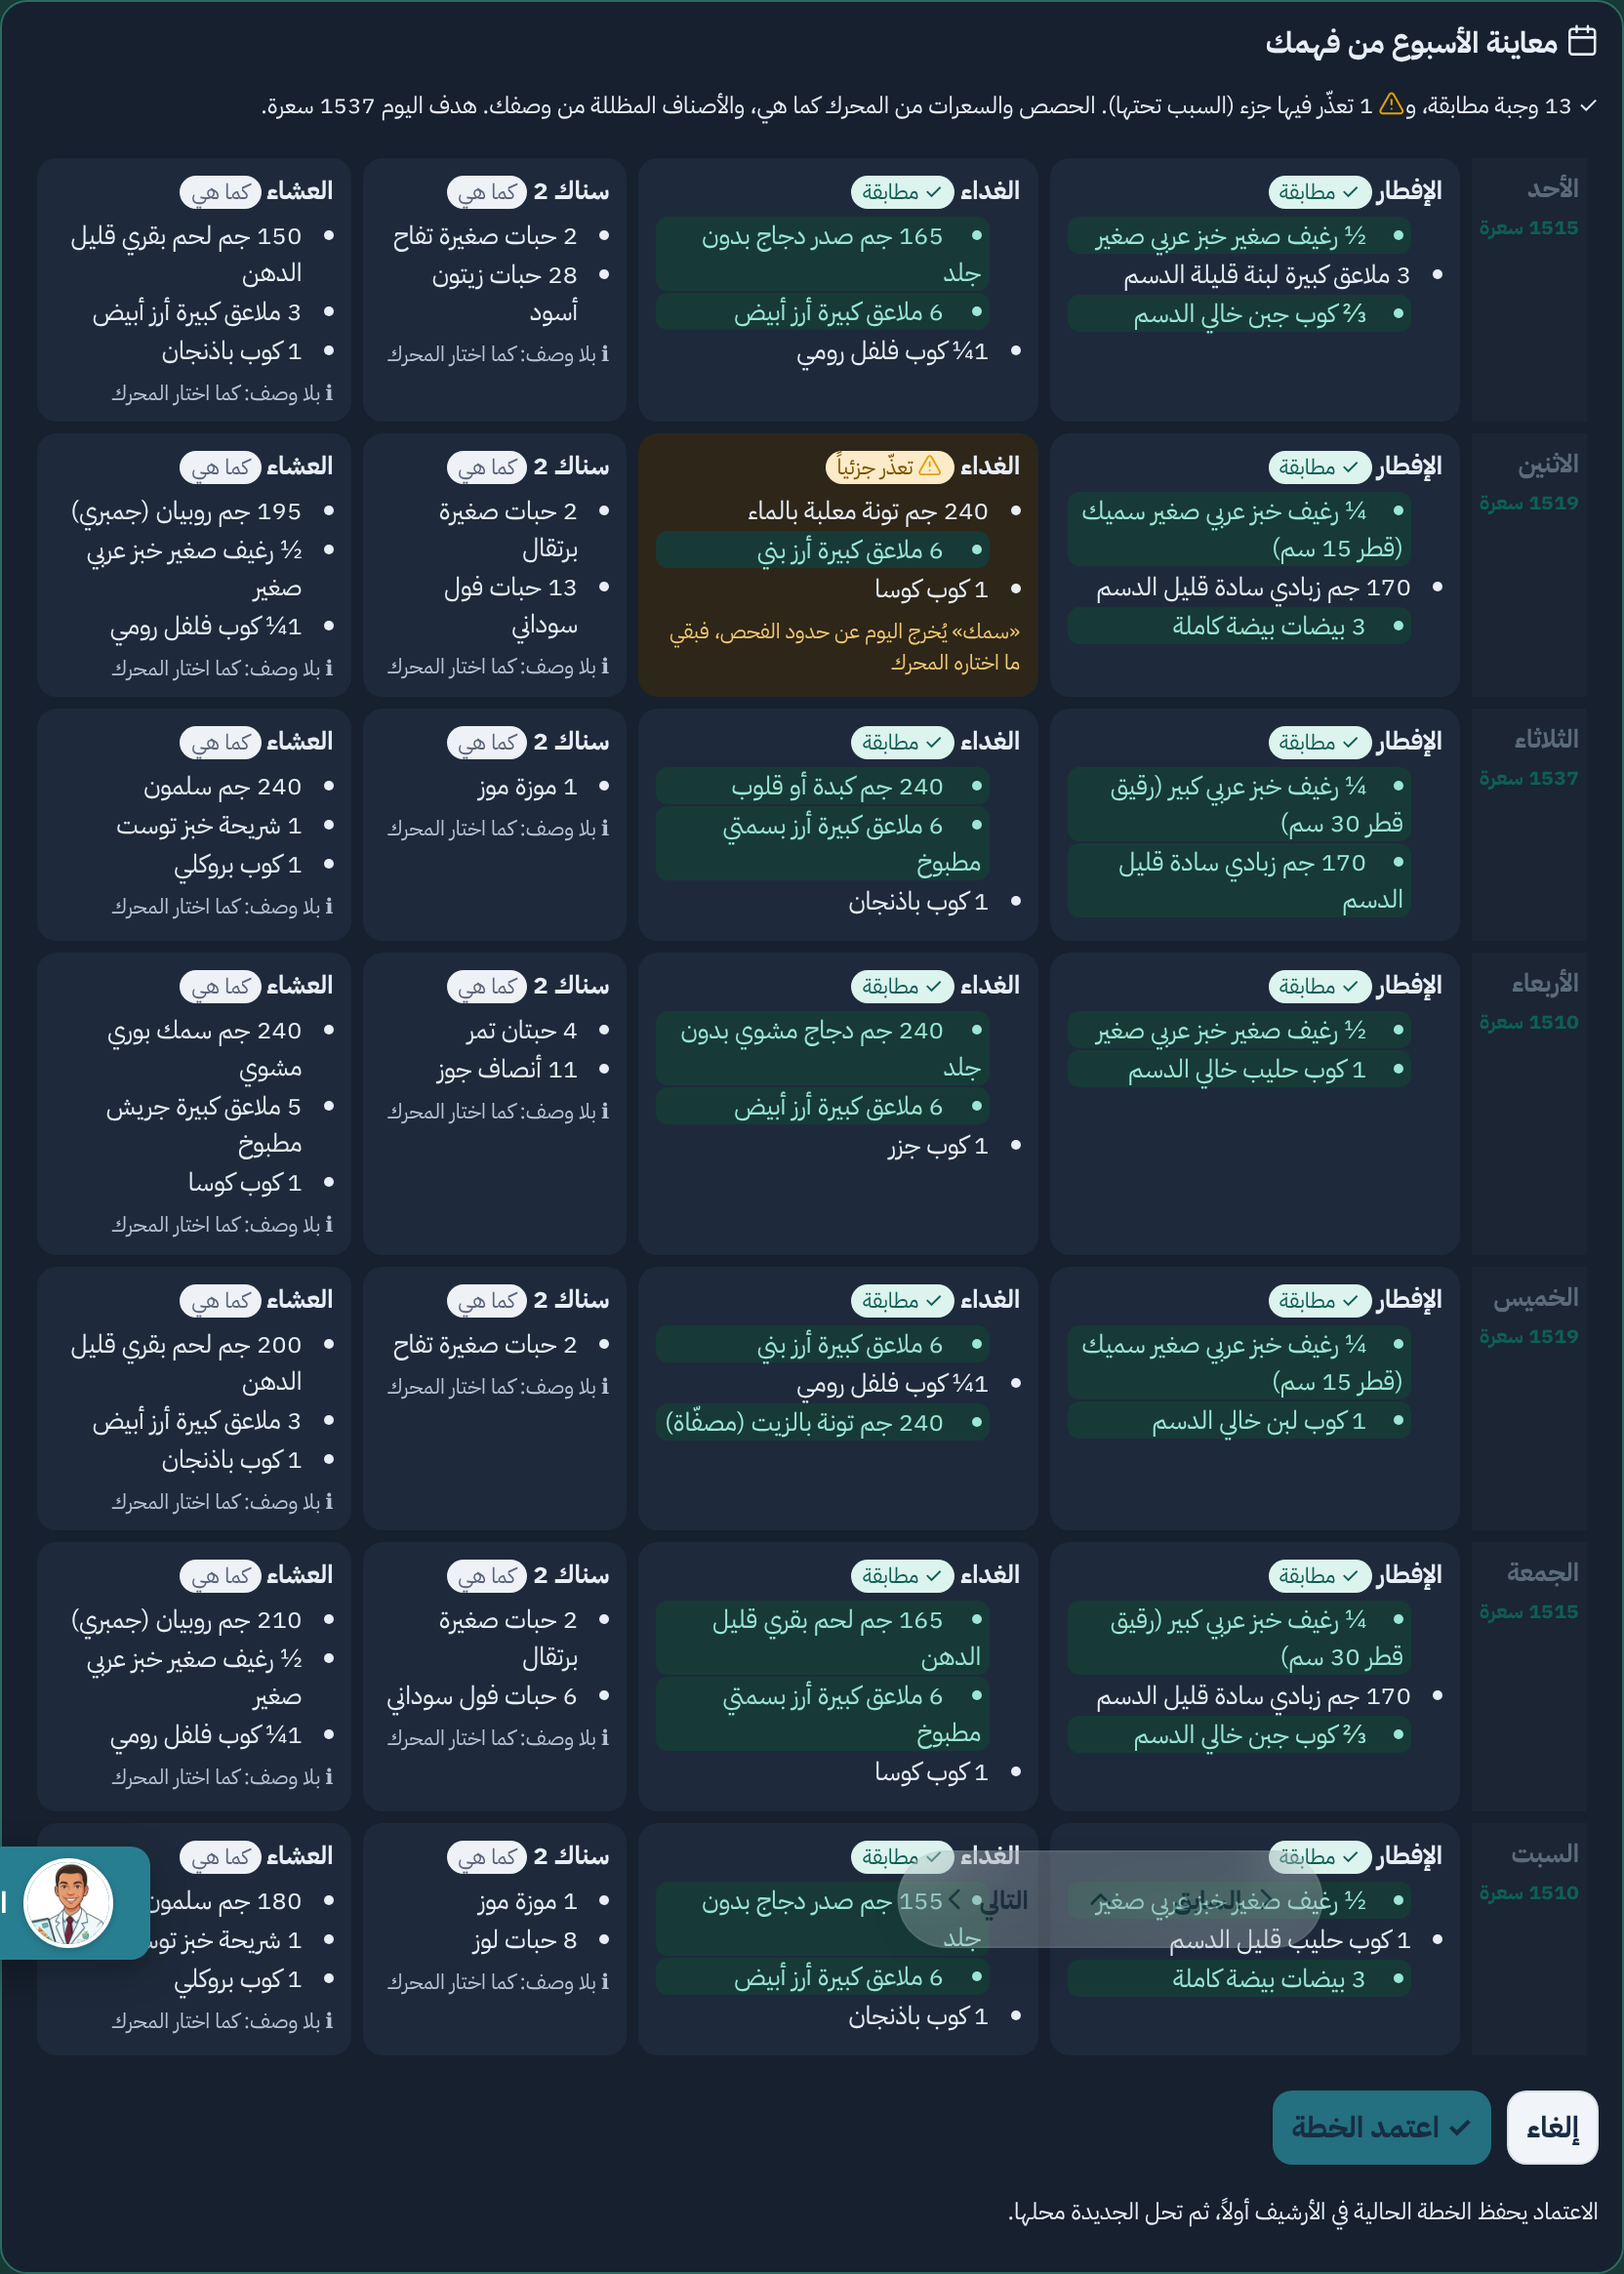 معاينة الأسبوع من فهمك
✓ 13 وجبة مطابقة، و⚠ 1 تعذّر فيها جزء (السبب تحتها). الحصص والسعرات من المحرك كما هي، والأصناف المظللة من وصفك. هدف اليوم 1537 سعرة.
الأحد
1515 سعرة
الإفطار ✓ مطابقة
• ½ رغيف صغير خبز عربي صغير
• 3 ملاعق كبيرة لبنة قليلة الدسم
• ⅔ كوب جبن خالي الدسم
الغداء ✓ مطابقة
• 165 جم صدر دجاج بدون
جلد
• 6 ملاعق كبيرة أرز أبيض
• 1¼ كوب فلفل رومي
سناك 2 كما هي
• 2 حبات صغيرة تفاح
• 28 حبات زيتون
أسود
ℹ بلا وصف: كما اختار المحرك
العشاء كما هي
• 150 جم لحم بقري قليل
الدهن
• 3 ملاعق كبيرة أرز أبيض
• 1 كوب باذنجان
ℹ بلا وصف: كما اختار المحرك
الاثنين
1519 سعرة
الإفطار ✓ مطابقة
• ¼ رغيف خبز عربي صغير سميك
(قطر 15 سم)
• 170 جم زبادي سادة قليل الدسم
• 3 بيضات بيضة كاملة
الغداء ⚠ تعذّر جزئياً
• 240 جم تونة معلبة بالماء
• 6 ملاعق كبيرة أرز بني
• 1 كوب كوسا
«سمك» يُخرج اليوم عن حدود الفحص، فبقي
ما اختاره المحرك
سناك 2 كما هي
• 2 حبات صغيرة
برتقال
• 13 حبات فول
سوداني
ℹ بلا وصف: كما اختار المحرك
العشاء كما هي
• 195 جم روبيان (جمبري)
• ½ رغيف صغير خبز عربي
صغير
• 1¼ كوب فلفل رومي
ℹ بلا وصف: كما اختار المحرك
الثلاثاء
1537 سعرة
الإفطار ✓ مطابقة
• ¼ رغيف خبز عربي كبير (رقيق
قطر 30 سم)
• 170 جم زبادي سادة قليل
الدسم
الغداء ✓ مطابقة
• 240 جم كبدة أو قلوب
• 6 ملاعق كبيرة أرز بسمتي
مطبوخ
• 1 كوب باذنجان
سناك 2 كما هي
• 1 موزة موز
ℹ بلا وصف: كما اختار المحرك
العشاء كما هي
• 240 جم سلمون
• 1 شريحة خبز توست
• 1 كوب بروكلي
ℹ بلا وصف: كما اختار المحرك
الأربعاء
1510 سعرة
الإفطار ✓ مطابقة
• ½ رغيف صغير خبز عربي صغير
• 1 كوب حليب خالي الدسم
الغداء ✓ مطابقة
• 240 جم دجاج مشوي بدون
جلد
• 6 ملاعق كبيرة أرز أبيض
• 1 كوب جزر
سناك 2 كما هي
• 4 حبتان تمر
• 11 أنصاف جوز
ℹ بلا وصف: كما اختار المحرك
العشاء كما هي
• 240 جم سمك بوري
مشوي
• 5 ملاعق كبيرة جريش
مطبوخ
• 1 كوب كوسا
ℹ بلا وصف: كما اختار المحرك
الخميس
1519 سعرة
الإفطار ✓ مطابقة
• ¼ رغيف خبز عربي صغير سميك
(قطر 15 سم)
• 1 كوب لبن خالي الدسم
الغداء ✓ مطابقة
• 6 ملاعق كبيرة أرز بني
• 1¼ كوب فلفل رومي
• 240 جم تونة بالزيت (مصفّاة)
سناك 2 كما هي
• 2 حبات صغيرة تفاح
ℹ بلا وصف: كما اختار المحرك
العشاء كما هي
• 200 جم لحم بقري قليل
الدهن
• 3 ملاعق كبيرة أرز أبيض
• 1 كوب باذنجان
ℹ بلا وصف: كما اختار المحرك
الجمعة
1515 سعرة
الإفطار ✓ مطابقة
• ¼ رغيف خبز عربي كبير (رقيق
قطر 30 سم)
• 170 جم زبادي سادة قليل الدسم
• ⅔ كوب جبن خالي الدسم
الغداء ✓ مطابقة
• 165 جم لحم بقري قليل
الدهن
• 6 ملاعق كبيرة أرز بسمتي
مطبوخ
• 1 كوب كوسا
سناك 2 كما هي
• 2 حبات صغيرة
برتقال
• 6 حبات فول سوداني
ℹ بلا وصف: كما اختار المحرك
العشاء كما هي
• 210 جم روبيان (جمبري)
• ½ رغيف صغير خبز عربي
صغير
• 1¼ كوب فلفل رومي
ℹ بلا وصف: كما اختار المحرك
السبت
1510 سعرة
الإفطار ✓ مطابقة
• ½ رغيف صغير خبز عربي صغير
• 1 كوب حليب قليل الدسم
• 3 بيضات بيضة كاملة
السابق
التالي
الغداء ✓ مطابقة
• 155 جم صدر دجاج بدون
جلد
• 6 ملاعق كبيرة أرز أبيض
• 1 كوب باذنجان
سناك 2 كما هي
• 1 موزة موز
• 8 حبات لوز
ℹ بلا وصف: كما اختار المحرك
العشاء كما هي
• 180 جم سلمون
• 1 شريحة خبز
• 1 كوب بروكلي
ℹ بلا وصف: كما اختار المحرك
إلغاء
✓ اعتمد الخطة
الاعتماد يحفظ الخطة الحالية في الأرشيف أولاً، ثم تحل الجديدة محلها.